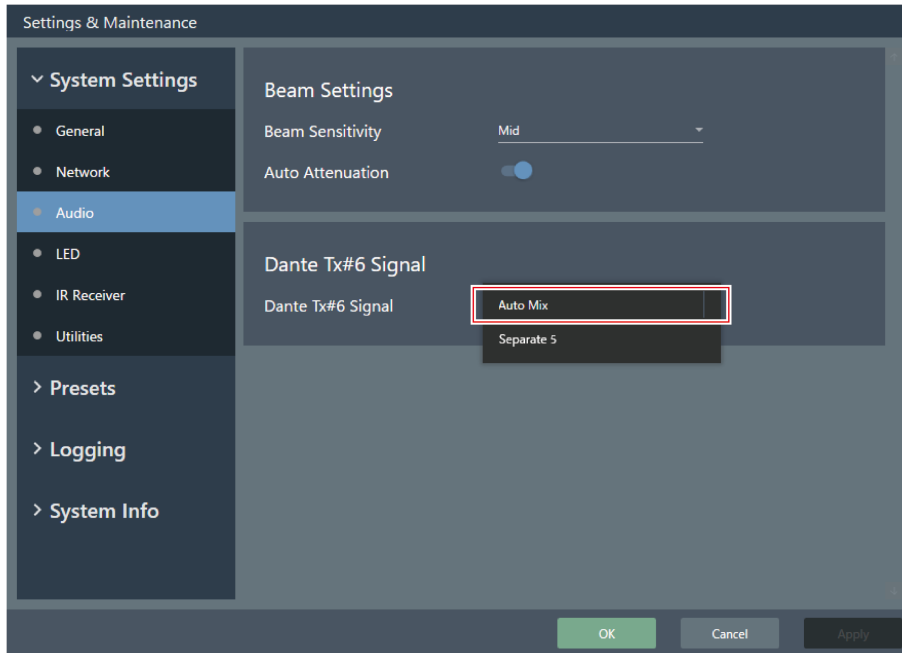 Settings & Maintenance
System Settings
General
Network
Audio
LED
IR Receiver
Utilities
Presets
Logging
System Info
Beam Settings
Beam Sensitivity Mid
Auto Attenuation
Dante Tx#6 Signal
Dante Tx#6 Signal Auto Mix
Separate 5
OK Cancel Apply